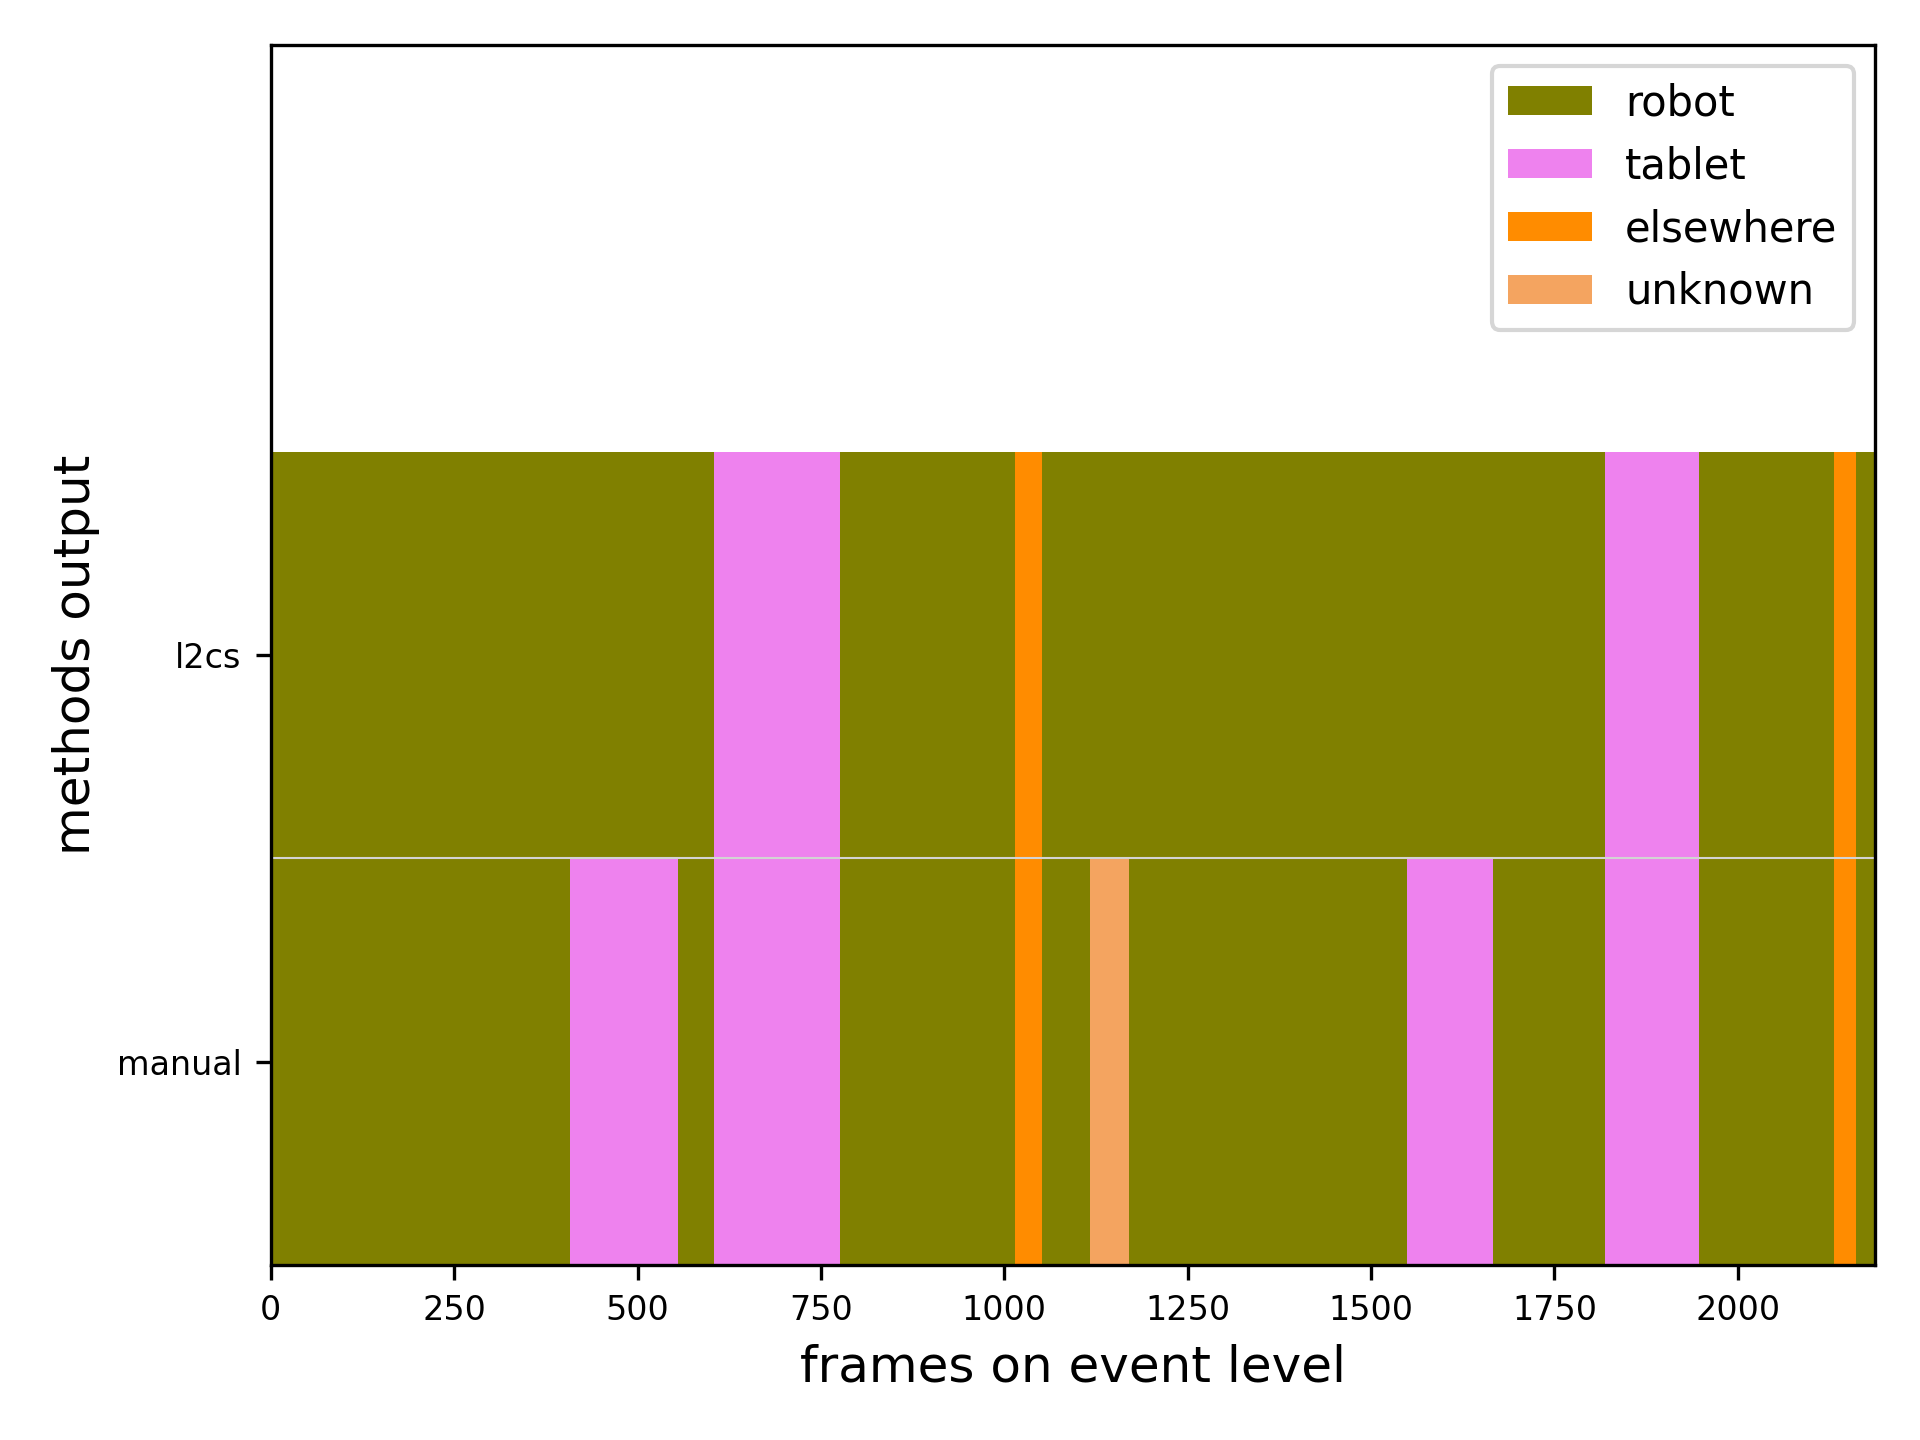 robot
tablet
elsewhere
unknown
methods output
l2cs
manual
0 250 500 750 1000 1250 1500 1750 2000
frames on event level